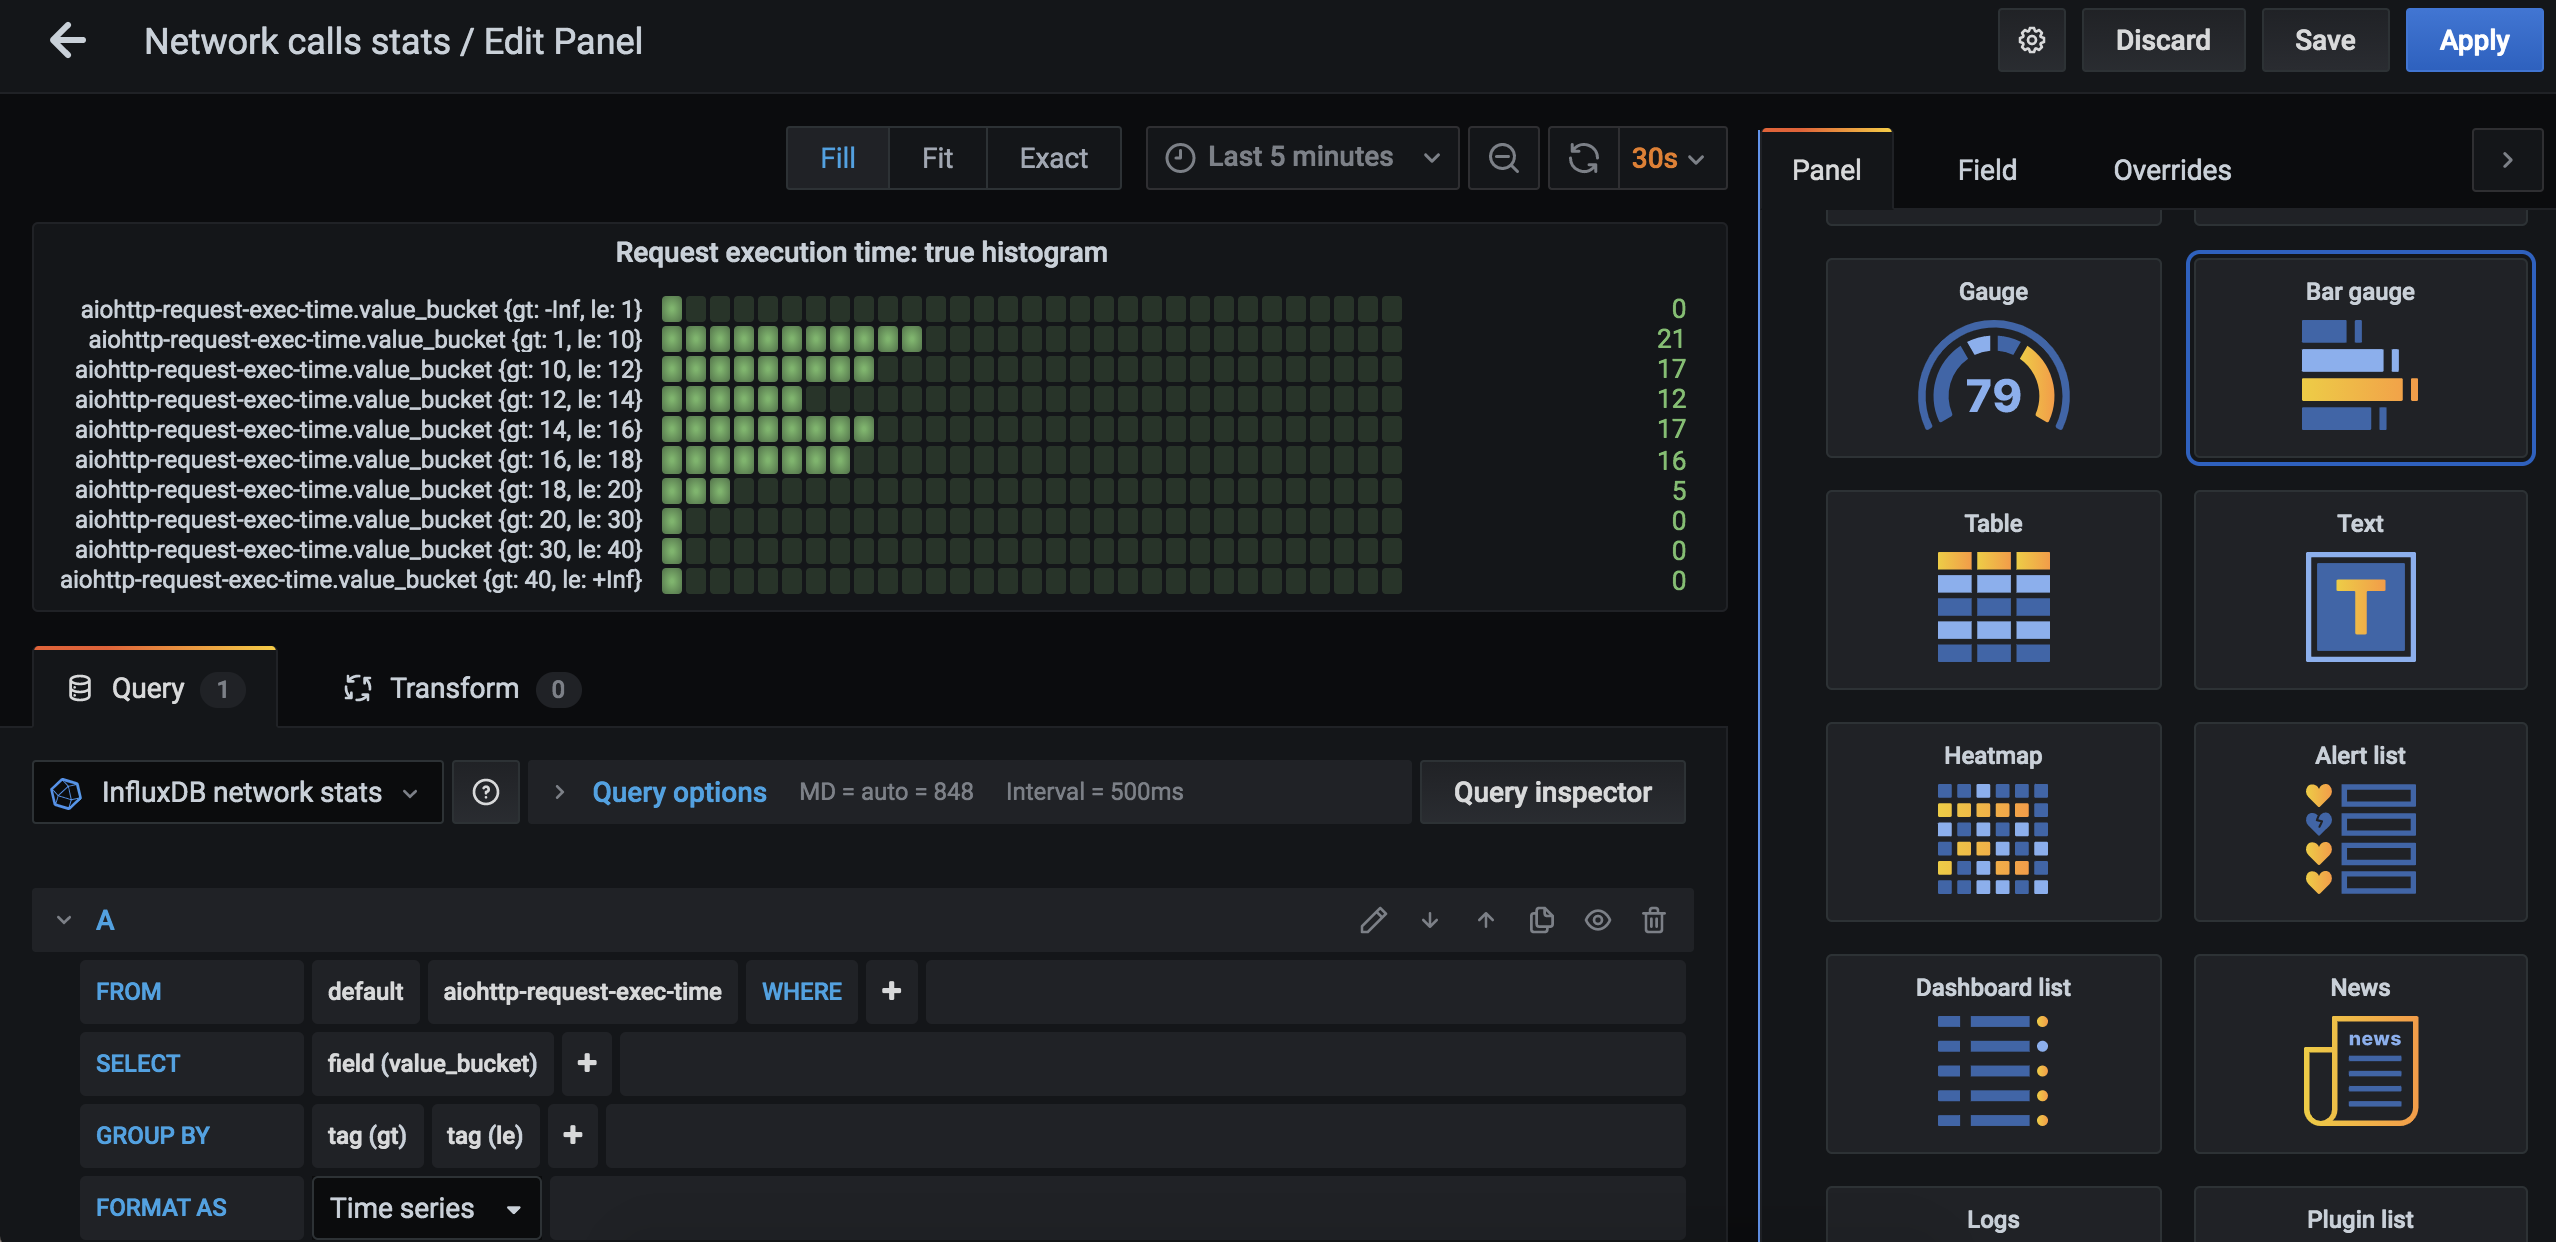 Network calls stats / Edit Panel
Discard
Save
Apply
Fill
Fit
Exact
Last 5 minutes
30s
Panel
Field
Overrides
Request execution time: true histogram
aiohttp-request-exec-time.value_bucket {gt: -Inf, le: 1} 0
aiohttp-request-exec-time.value_bucket {gt: 1, le: 10} 21
aiohttp-request-exec-time.value_bucket {gt: 10, le: 12} 17
aiohttp-request-exec-time.value_bucket {gt: 12, le: 14} 12
aiohttp-request-exec-time.value_bucket {gt: 14, le: 16} 17
aiohttp-request-exec-time.value_bucket {gt: 16, le: 18} 16
aiohttp-request-exec-time.value_bucket {gt: 18, le: 20} 5
aiohttp-request-exec-time.value_bucket {gt: 20, le: 30} 0
aiohttp-request-exec-time.value_bucket {gt: 30, le: 40} 0
aiohttp-request-exec-time.value_bucket {gt: 40, le: +Inf} 0
Query 1
Transform 0
InfluxDB network stats
Query options MD = auto = 848 Interval = 500ms
Query inspector
A
FROM default aiohttp-request-exec-time WHERE +
SELECT field (value_bucket) +
GROUP BY tag (gt) tag (le) +
FORMAT AS Time series
Gauge
79
Bar gauge
Table
Text
T
Heatmap
Alert list
Dashboard list
News
news
Logs
Plugin list